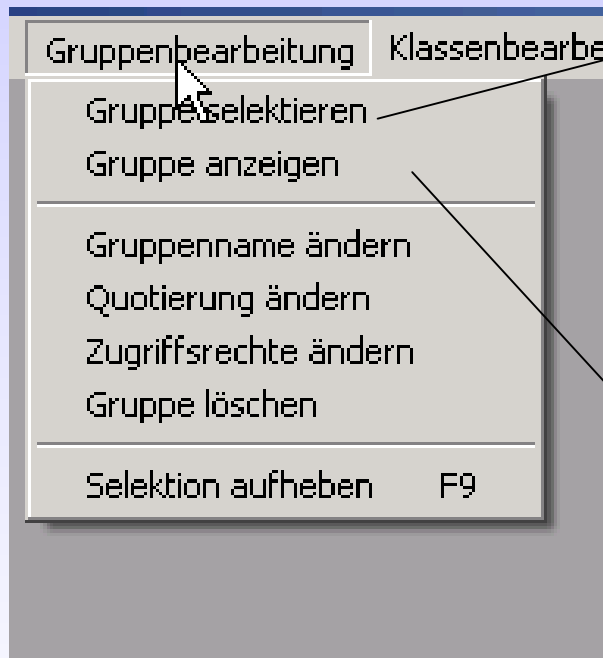 Gruppenbearbeitung Klassenbearbe
Gruppe selektieren
Gruppe anzeigen
Gruppenname ändern
Quotierung ändern
Zugriffsrechte ändern
Gruppe löschen
Selektion aufheben F9